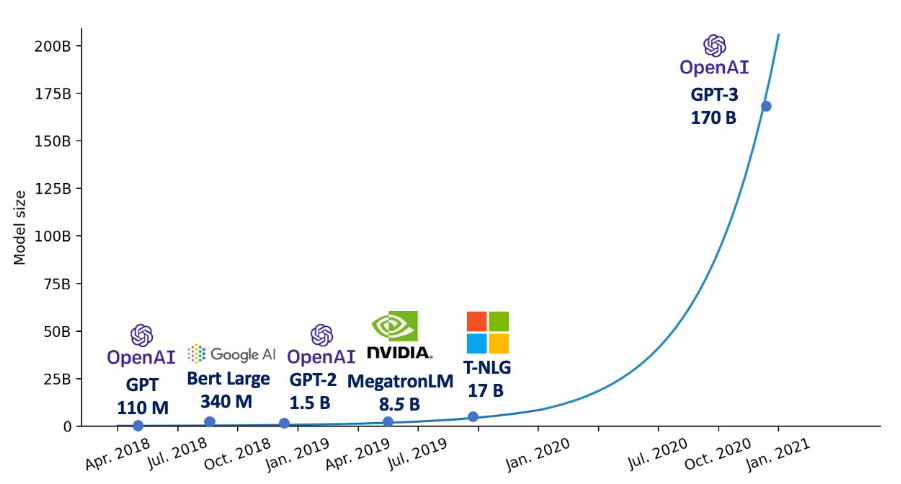 200B
175B
150B
125B
100B
75B
50B
25B
0
Model size
OpenAI
GPT
110 M
Google AI
Bert Large
340 M
OpenAI
GPT-2
1.5 B
NVIDIA.
MegatronLM
8.5 B
T-NLG
17 B
OpenAI
GPT-3
170 B
Apr. 2018
Jul. 2018
Oct. 2018
Jan. 2019
Apr. 2019
Jul. 2019
Jan. 2020
Jul. 2020
Oct. 2020
Jan. 2021